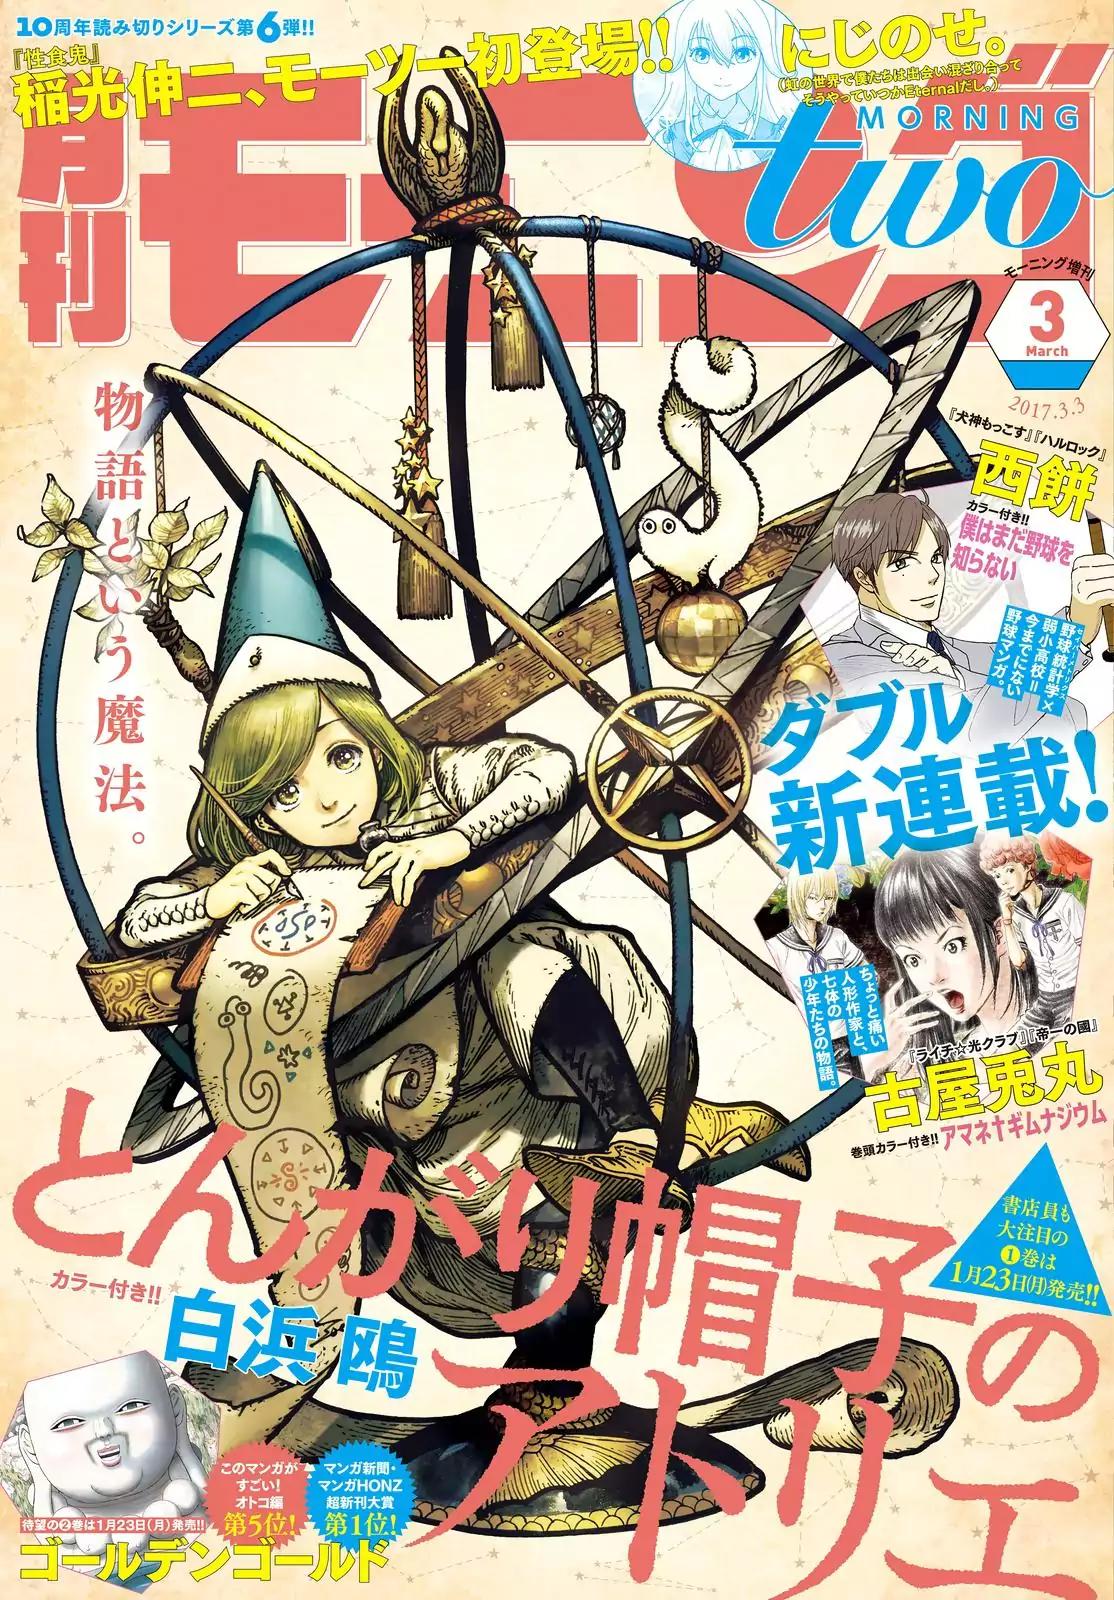 10周年読み切りシリーズ第6弾!!
『性食鬼』
稲光伸二、モーツー初登場!!
にじのせ。
(虹の世界で僕たちは出会い混ざり合って
そうやっていつかEternalだし。)
月刊
モーニング
MORNING
two
モーニング増刊
3
March
2017.3.3
物語という魔法。
『犬神もっこす』『ハルロック』
西餅
カラー付き!!
僕はまだ野球を
知らない
野球統計学×
セイバーメトリクス
弱小高校=
今までにない
野球マンガ。
ダブル
新連載!
ちょっと痛い
人形作家と、
七体の
少年たちの物語。
『ライチ☆光クラブ』『帝一の國』
古屋兎丸
巻頭カラー付き!!
アマネ†ギムナジウム
とんがり帽子の
アトリエ
カラー付き!!
白浜 鴎
書店員も
大注目の
1巻は
1月23日(月)発売!!
このマンガが
すごい!
オトコ編
第5位!
マンガ新聞・
マンガHONZ
超新刊大賞
第1位!
待望の2巻は1月23日(月)発売!!
ゴールデンゴールド